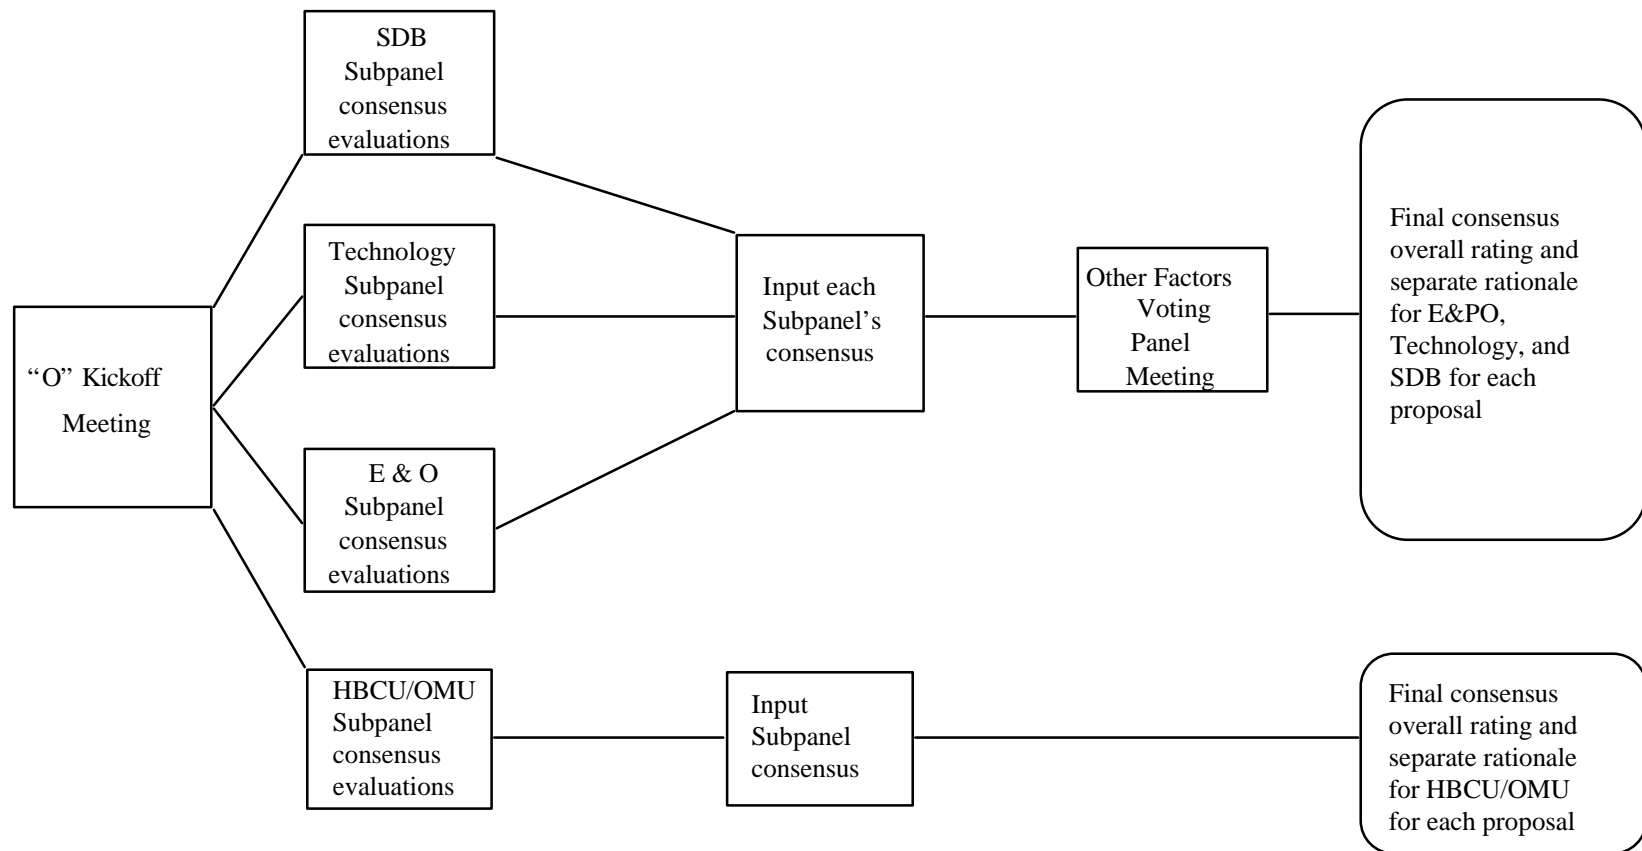 SDB
Subpanel
consensus
evaluations
Technology
Subpanel
consensus
evaluations
“O” Kickoff
Meeting
E & O
Subpanel
consensus
evaluations
HBCU/OMU
Subpanel
consensus
evaluations
Input each
Subpanel’s
consensus
Input
Subpanel
consensus
Other Factors
Voting
Panel
Meeting
Final consensus
overall rating and
separate rationale
for E&PO,
Technology, and
SDB for each
proposal
Final consensus
overall rating and
separate rationale
for HBCU/OMU
for each proposal